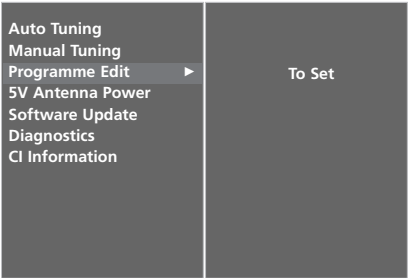 Auto Tuning
Manual Tuning
Programme Edit ►
To Set
5V Antenna Power
Software Update
Diagnostics
CI Information